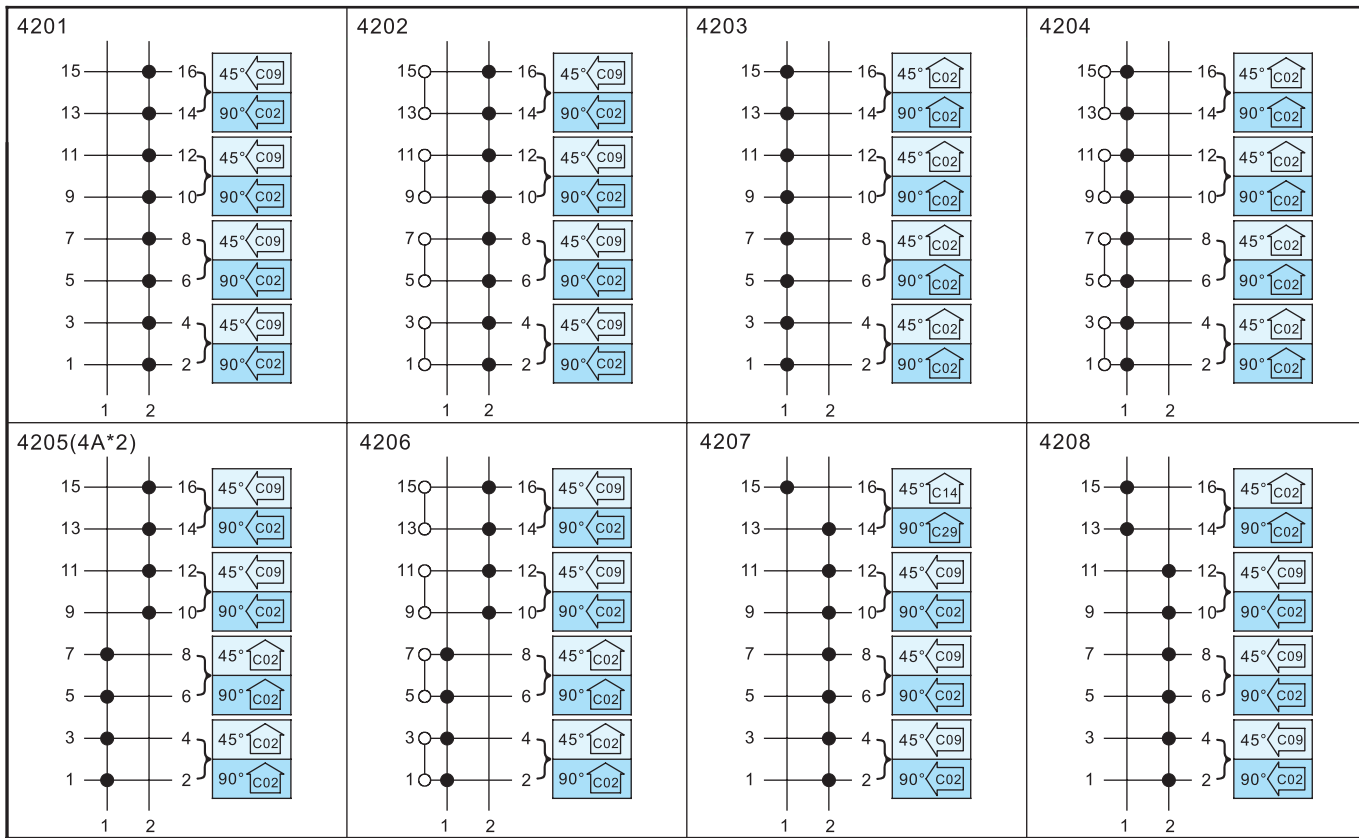 4201 4202 4203 4204
15 16 45° C09 15 16 45° C09 15 16 45° C02 15 16 45° C02
13 14 90° C02 13 14 90° C02 13 14 90° C02 13 14 90° C02
11 12 45° C09 11 12 45° C09 11 12 45° C02 11 12 45° C02
9 10 90° C02 9 10 90° C02 9 10 90° C02 9 10 90° C02
7 8 45° C09 7 8 45° C09 7 8 45° C02 7 8 45° C02
5 6 90° C02 5 6 90° C02 5 6 90° C02 5 6 90° C02
3 4 45° C09 3 4 45° C09 3 4 45° C02 3 4 45° C02
1 2 90° C02 1 2 90° C02 1 2 90° C02 1 2 90° C02
1 2 1 2 1 2 1 2
4205(4A*2) 4206 4207 4208
15 16 45° C09 15 16 45° C09 15 16 45° C14 15 16 45° C02
13 14 90° C02 13 14 90° C02 13 14 90° C29 13 14 90° C02
11 12 45° C09 11 12 45° C09 11 12 45° C09 11 12 45° C09
9 10 90° C02 9 10 90° C02 9 10 90° C02 9 10 90° C02
7 8 45° C02 7 8 45° C02 7 8 45° C09 7 8 45° C09
5 6 90° C02 5 6 90° C02 5 6 90° C02 5 6 90° C02
3 4 45° C02 3 4 45° C02 3 4 45° C09 3 4 45° C09
1 2 90° C02 1 2 90° C02 1 2 90° C02 1 2 90° C02
1 2 1 2 1 2 1 2